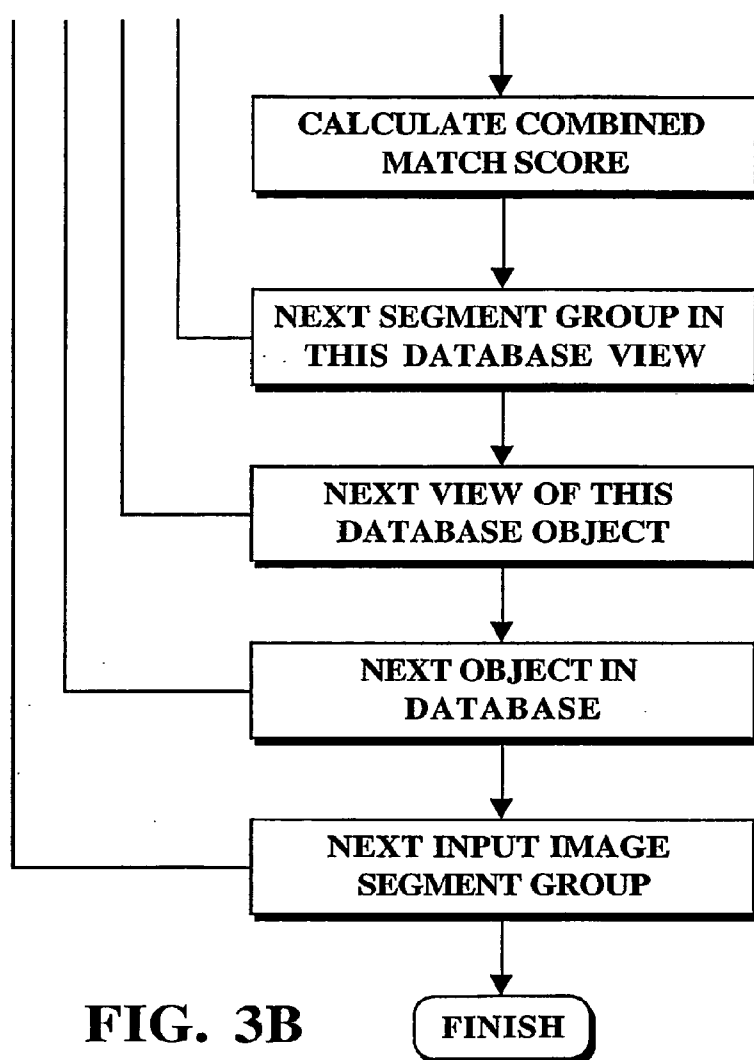 CALCULATE COMBINED
MATCH SCORE
NEXT SEGMENT GROUP IN
THIS DATABASE VIEW
NEXT VIEW OF THIS
DATABASE OBJECT
NEXT OBJECT IN
DATABASE
NEXT INPUT IMAGE
SEGMENT GROUP
FIG. 3B
FINISH